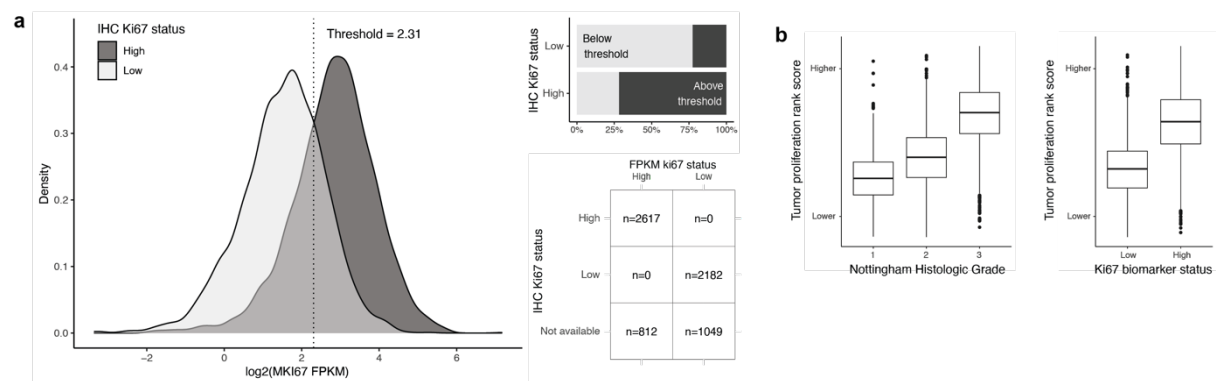 a
IHC Ki67 status
High
Low
Threshold = 2.31
Density
0.4
0.3
0.2
0.1
0.0
-2
0
2
4
6
log2(MKI67 FPKM)
IHC Ki67 status
Low
High
Below
threshold
Above
threshold
0%
25%
50%
75%
100%
FPKM ki67 status
High
Low
IHC Ki67 status
High
n=2617
n=0
Low
n=0
n=2182
Not available
n=812
n=1049
b
Tumor proliferation rank score
Higher
Lower
1
2
3
Nottingham Histologic Grade
Tumor proliferation rank score
Higher
Lower
Low
High
Ki67 biomarker status